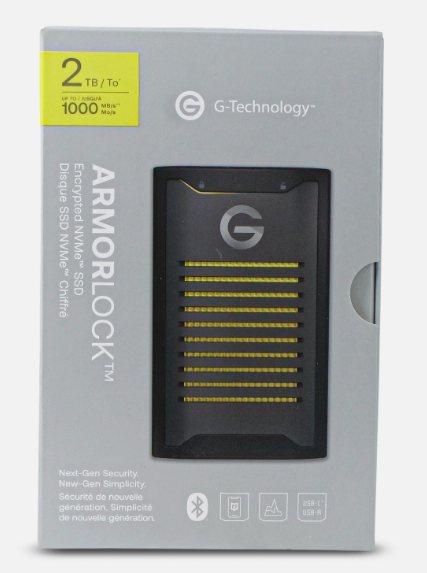 2 TB / To*
UP TO / JUSQU'À
1000 MB/s**
Mo/s
G-Technology™
ARMORLOCK™
Encrypted NVMe™ SSD
Disque SSD NVMe™ Chiffré
G
Next-Gen Security.
New-Gen Simplicity.
Sécurité de nouvelle
génération. Simplicité
de nouvelle génération.
USB-C™
USB-A